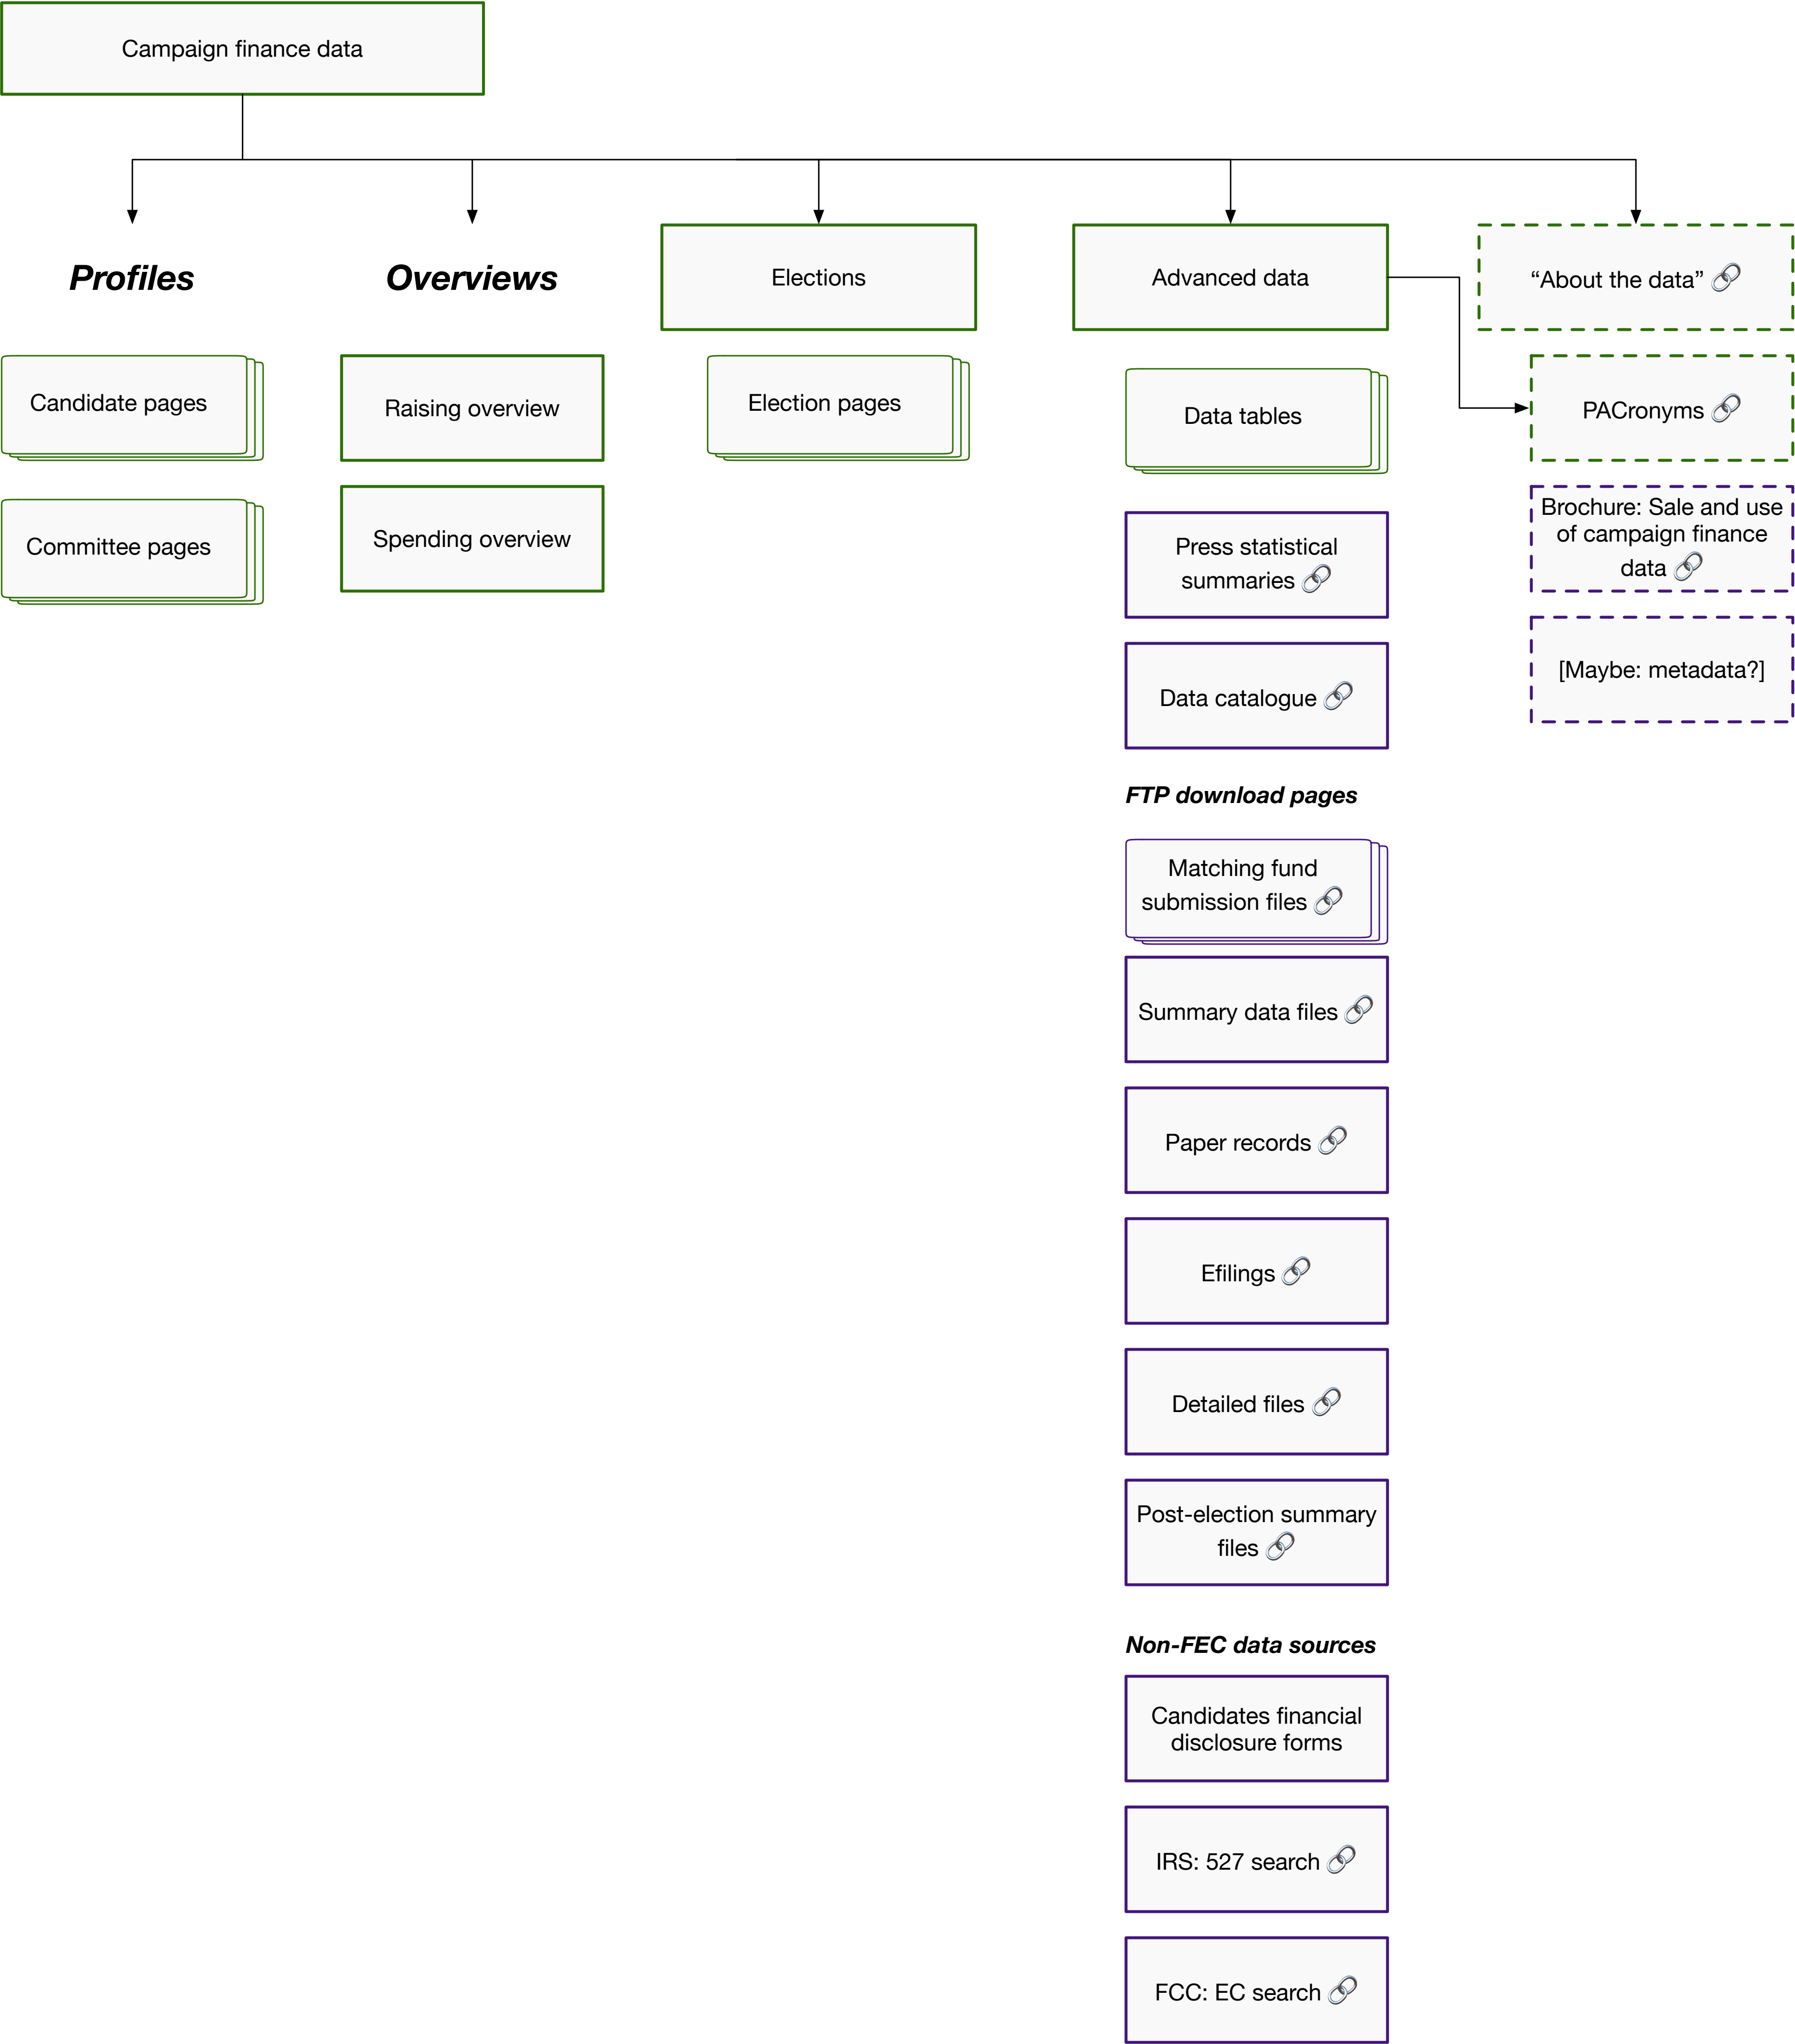 Campaign finance data
Profiles
Overviews
Elections
Advanced data
“About the data” 🔗
Candidate pages
Raising overview
Election pages
Data tables
PACronyms 🔗
Committee pages
Spending overview
Press statistical
summaries 🔗
Brochure: Sale and use
of campaign finance
data 🔗
Data catalogue 🔗
[Maybe: metadata?]
FTP download pages
Matching fund
submission files 🔗
Summary data files 🔗
Paper records 🔗
Efilings 🔗
Detailed files 🔗
Post-election summary
files 🔗
Non-FEC data sources
Candidates financial
disclosure forms
IRS: 527 search 🔗
FCC: EC search 🔗